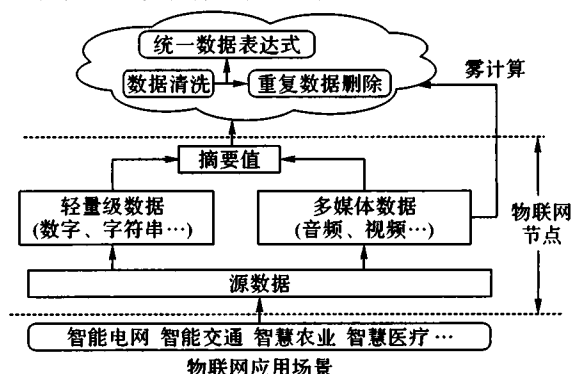 统一数据表达式
数据清洗
重复数据删除
雾计算
摘要值
轻量级数据
(数字、字符串…)
多媒体数据
(音频、视频…)
物联网
节点
源数据
智能电网 智能交通 智慧农业 智慧医疗…
物联网应用场景